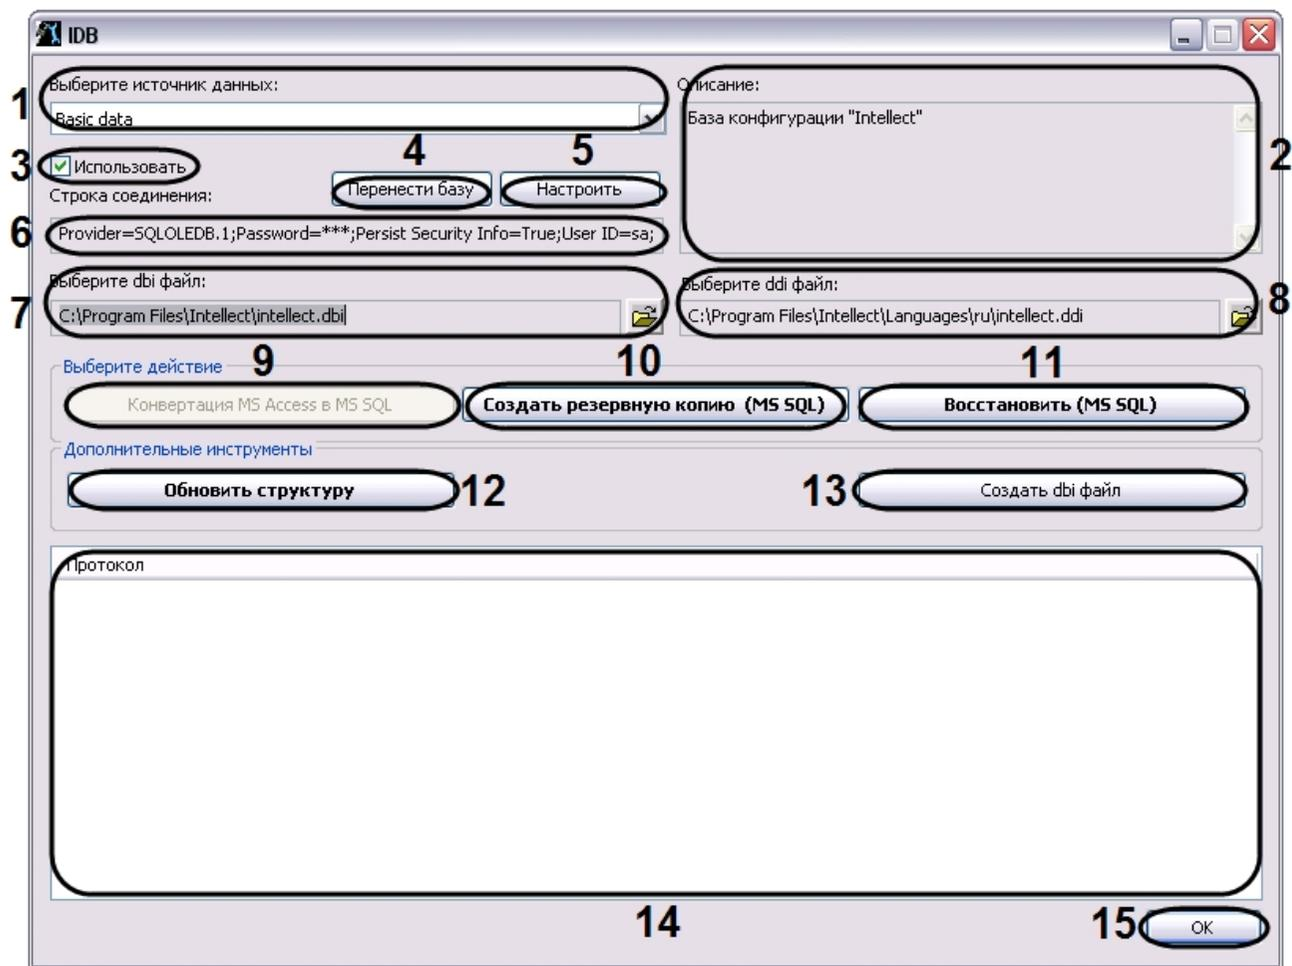 IDB
Выберите источник данных:
Описание:
1
Basic data
База конфигурации "Intellect"
2
3
Использовать
4
5
Строка соединения:
Перенести базу
Настроить
6
Provider=SQLOLEDB.1;Password=***;Persist Security Info=True;User ID=sa;
Выберите dbi файл:
Выберите ddi файл:
7
C:\Program Files\Intellect\intellect.dbi
C:\Program Files\Intellect\Languages\ru\intellect.ddi
8
Выберите действие
9
10
11
Конвертация MS Access в MS SQL
Создать резервную копию (MS SQL)
Восстановить (MS SQL)
Дополнительные инструменты
Обновить структуру
12
13
Создать dbi файл
Протокол
14
15
OK